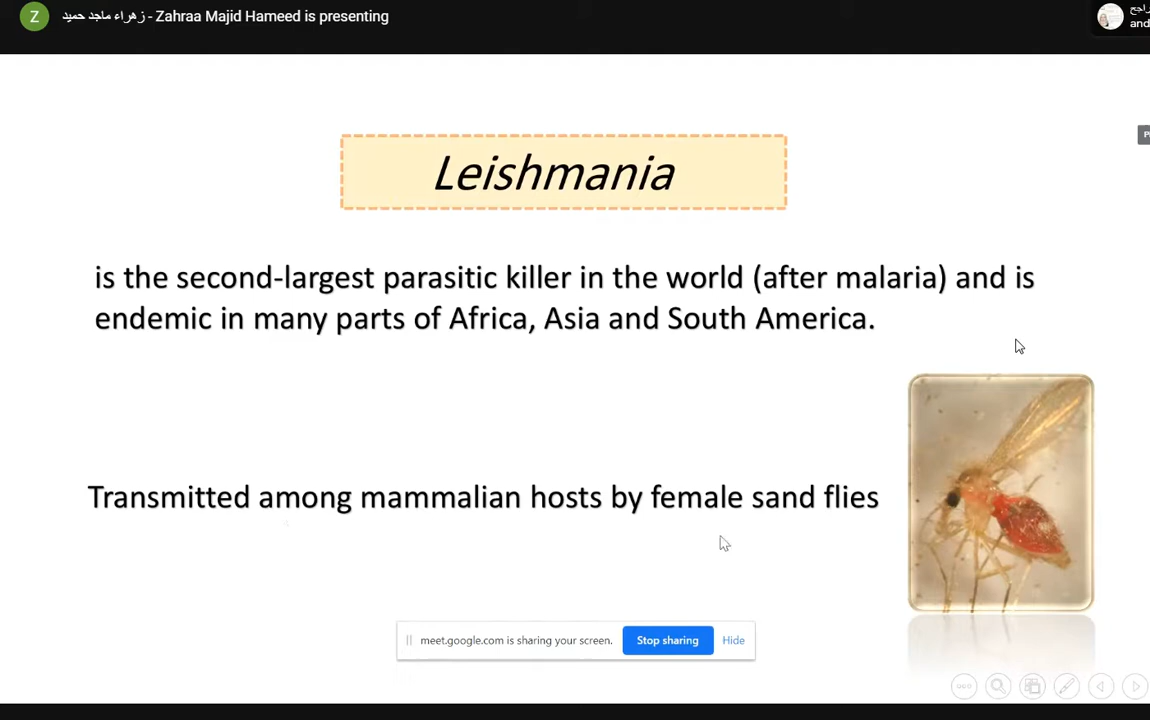 Z
زهراء ماجد حميد - Zahraa Majid Hameed is presenting
راجح
and
Leishmania
is the second-largest parasitic killer in the world (after malaria) and is
endemic in many parts of Africa, Asia and South America.
Transmitted among mammalian hosts by female sand flies
meet.google.com is sharing your screen. Stop sharing Hide